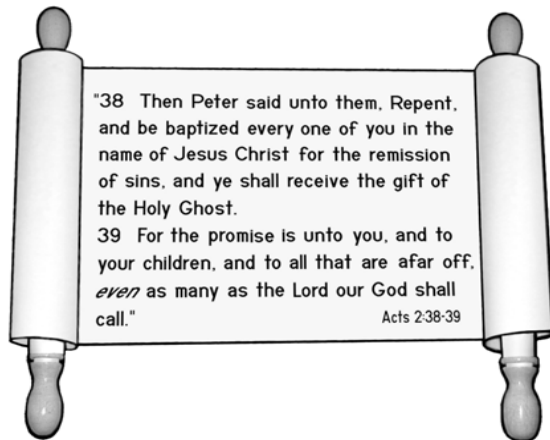 "38 Then Peter said unto them, Repent,
and be baptized every one of you in the
name of Jesus Christ for the remission
of sins, and ye shall receive the gift of
the Holy Ghost.
39 For the promise is unto you, and to
your children, and to all that are afar off,
even as many as the Lord our God shall
call."
Acts 2:38-39